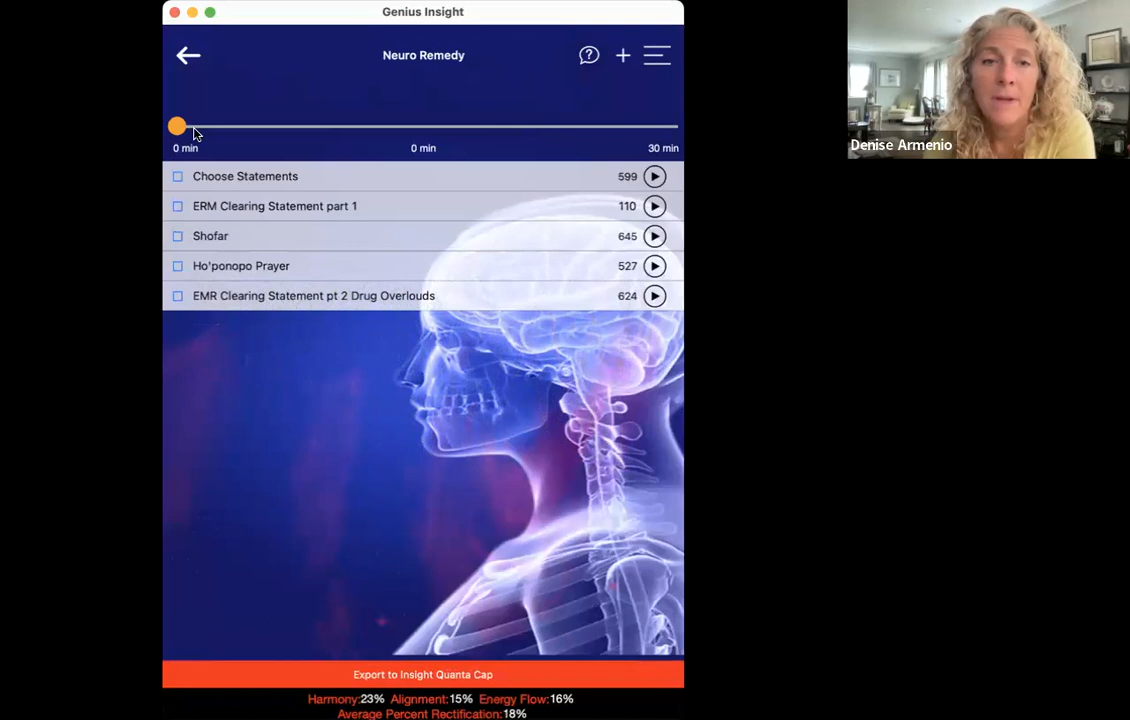 Genius Insight
Neuro Remedy
0 min 0 min 30 min
Choose Statements 599
ERM Clearing Statement part 1 110
Shofar 645
Ho'ponopo Prayer 527
EMR Clearing Statement pt 2 Drug Overlouds 624
Export to Insight Quanta Cap
Harmony:23% Alignment:15% Energy Flow:16%
Average Percent Rectification:18%
Denise Armenio